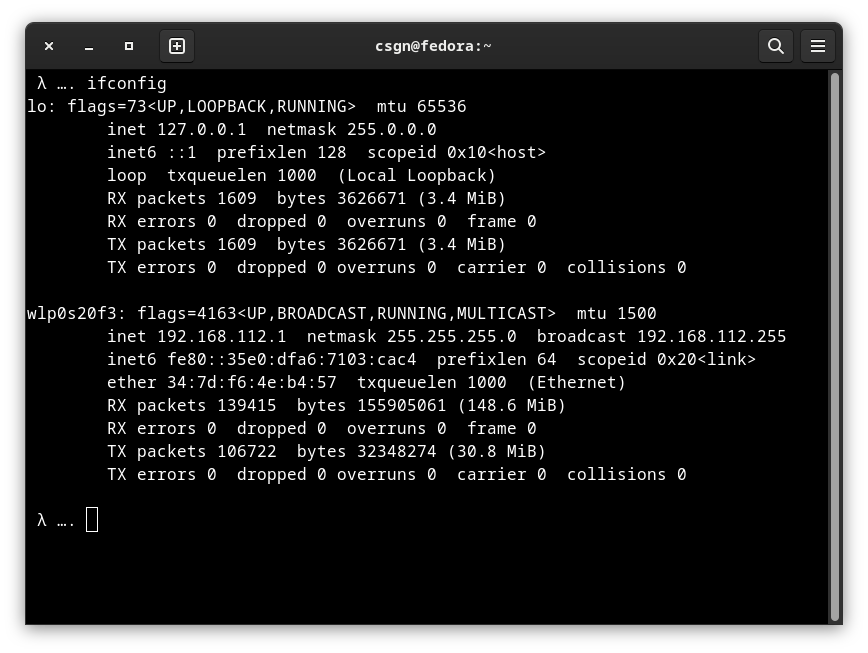 csgn@fedora:~
λ …. ifconfig
lo: flags=73<UP,LOOPBACK,RUNNING>  mtu 65536
        inet 127.0.0.1  netmask 255.0.0.0
        inet6 ::1  prefixlen 128  scopeid 0x10<host>
        loop  txqueuelen 1000  (Local Loopback)
        RX packets 1609  bytes 3626671 (3.4 MiB)
        RX errors 0  dropped 0  overruns 0  frame 0
        TX packets 1609  bytes 3626671 (3.4 MiB)
        TX errors 0  dropped 0 overruns 0  carrier 0  collisions 0

wlp0s20f3: flags=4163<UP,BROADCAST,RUNNING,MULTICAST>  mtu 1500
        inet 192.168.112.1  netmask 255.255.255.0  broadcast 192.168.112.255
        inet6 fe80::35e0:dfa6:7103:cac4  prefixlen 64  scopeid 0x20<link>
        ether 34:7d:f6:4e:b4:57  txqueuelen 1000  (Ethernet)
        RX packets 139415  bytes 155905061 (148.6 MiB)
        RX errors 0  dropped 0  overruns 0  frame 0
        TX packets 106722  bytes 32348274 (30.8 MiB)
        TX errors 0  dropped 0 overruns 0  carrier 0  collisions 0

λ ….